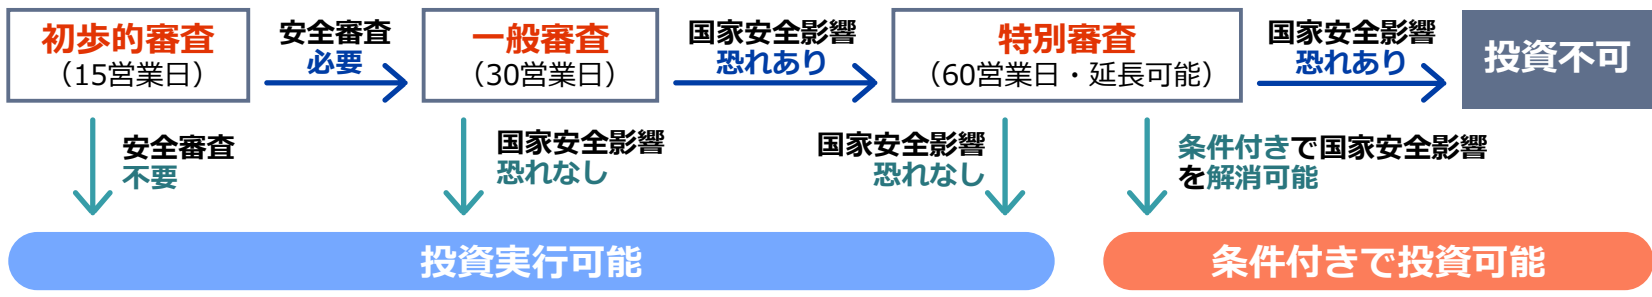 初歩的審査
（15営業日）
安全審査
必要
一般審査
（30営業日）
国家安全影響
恐れあり
特別審査
（60営業日・延長可能）
国家安全影響
恐れあり
投資不可
安全審査
不要
国家安全影響
恐れなし
国家安全影響
恐れなし
条件付きで国家安全影響
を解消可能
投資実行可能
条件付きで投資可能